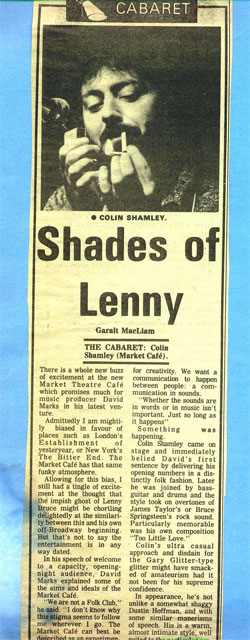 CABARET
● COLIN SHAMLEY.
Shades of
Lenny
Garalt MacLiam
THE CABARET: Colin
Shamley (Market Café).
There is a whole new buzz
of excitement at the new
Market Theatre Café
which promises much for
music producer David
Marks in his latest ven-
ture.
Admittedly I am might-
ily biased in favour of
places such as London's
Establishment of
yesteryear, or New York's
The Bitter End. The
Market Café has that same
funky atmosphere.
Allowing for this bias, I
still had a tingle of excite-
ment at the thought that
the impish ghost of Lenny
Bruce might be chortling
delightedly at the similari-
ty between this and his own
off-Broadway beginning.
But that's not to say the
entertainment is in any
way dated.
In his speech of welcome
to a capacity, opening-
night audience, David
Marks explained some of
the aims and ideals of the
Market Café.
"We are not a Folk Club,"
he said. "I don't know why
this stigma seems to follow
me wherever I go. The
Market Café can best be
described as an experimen-
for creativity. We want a
communication to happen
between people: a com-
munication in sounds.
"Whether the sounds are
in words or in music isn't
important. Just so long as
it happens"
Something was
happening.
Colin Shamley came on
stage and immediately
belied David's first
sentence by delivering his
opening numbers in a dis-
tinctly folk fashion. Later
he was joined by bass-
guitar and drums and the
style took on overtones of
James Taylor's or Bruce
Springsteen's rock sound.
Particularly memorable
was his own composition
"Too Little Love."
Colin's ultra casual
approach and disdain for
the Gary Glitter-type
glitter might have smack-
ed of amateurism had it
not been for his supreme
confidence.
In appearance, he's not
unlike a somewhat shaggy
Dustin Hoffman, and with
some similar mannerisms
of speech. His is a warm,
almost intimate style, well